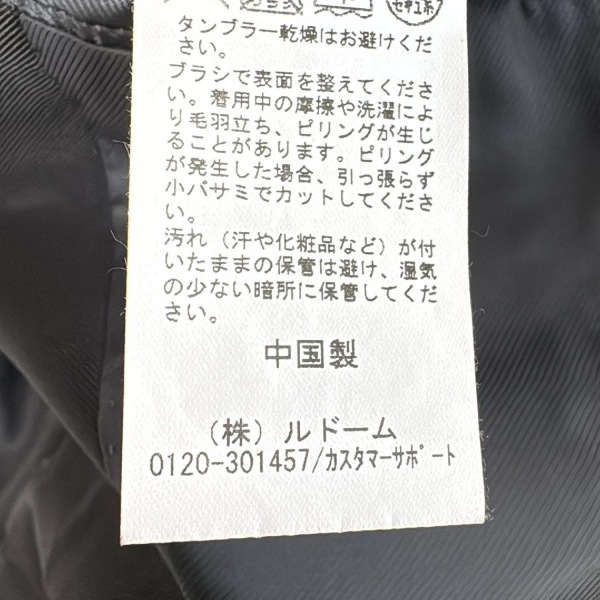 セキユ系
タンブラー乾燥はお避けくだ
さい。
ブラシで表面を整えてくださ
い。着用中の摩擦や洗濯によ
り毛羽立ち、ピリングが生じ
ることがあります。ピリング
が発生した場合、引っ張らず
小バサミでカットしてくださ
い。
汚れ（汗や化粧品など）が付
いたままの保管は避け、湿気
の少ない暗所に保管してくだ
さい。
中国製
（株）ルドーム
0120-301457/カスタマーサポート